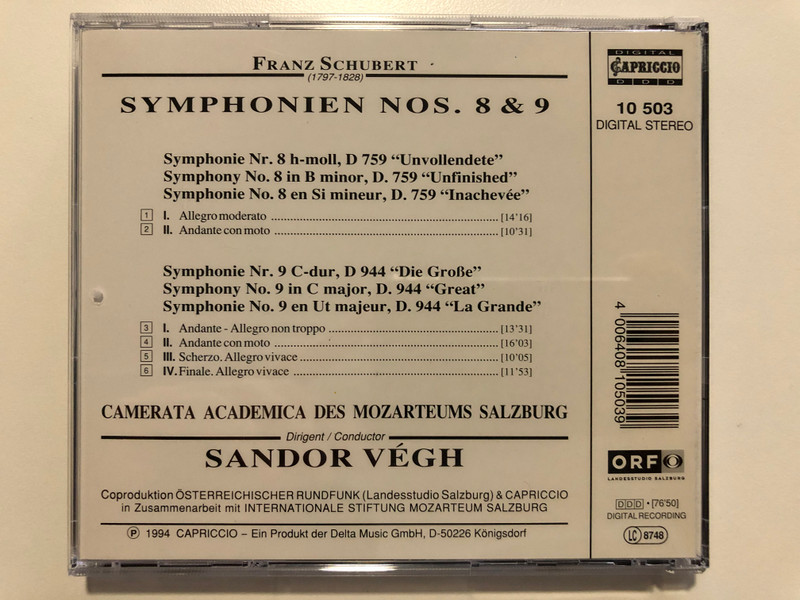 FRANZ SCHUBERT
(1797-1828)
SYMPHONIEN NOS. 8 & 9
Symphonie Nr. 8 h-moll, D 759 “Unvollendete”
Symphony No. 8 in B minor, D. 759 “Unfinished”
Symphonie No. 8 en Si mineur, D. 759 “Inachevée”
1 I. Allegro moderato [14'16]
2 II. Andante con moto [10'31]
Symphonie Nr. 9 C-dur, D 944 “Die Große”
Symphony No. 9 in C major, D. 944 “Great”
Symphonie No. 9 en Ut majeur, D. 944 “La Grande”
3 I. Andante - Allegro non troppo [13'31]
4 II. Andante con moto [16'03]
5 III. Scherzo. Allegro vivace [10'05]
6 IV. Finale. Allegro vivace [11'53]
CAMERATA ACADEMICA DES MOZARTEUMS SALZBURG
Dirigent / Conductor
SANDOR VÉGH
Coproduktion ÖSTERREICHISCHER RUNDFUNK (Landesstudio Salzburg) & CAPRICCIO
in Zusammenarbeit mit INTERNATIONALE STIFTUNG MOZARTEUM SALZBURG
Ⓟ 1994 CAPRICCIO – Ein Produkt der Delta Music GmbH, D-50226 Königsdorf
DIGITAL
CAPRICCIO
DDD
10 503
DIGITAL STEREO
4 006408 105039
ORF
LANDESSTUDIO SALZBURG
DDD • [76'50]
DIGITAL RECORDING
LC 8748